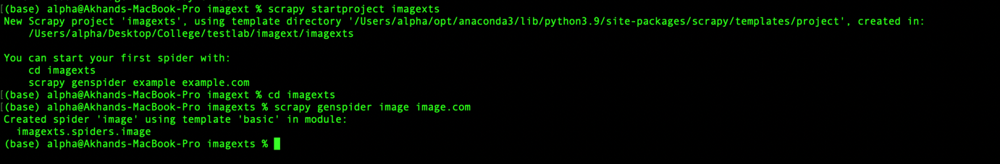 [(base) alpha@Akhands-MacBook-Pro imagext % scrapy startproject imagexts
New Scrapy project 'imagexts', using template directory '/Users/alpha/opt/anaconda3/lib/python3.9/site-packages/scrapy/templates/project', created in:
    /Users/alpha/Desktop/College/testlab/imagext/imagexts

You can start your first spider with:
    cd imagexts
    scrapy genspider example example.com
[(base) alpha@Akhands-MacBook-Pro imagext % cd imagexts
[(base) alpha@Akhands-MacBook-Pro imagexts % scrapy genspider image image.com
Created spider 'image' using template 'basic' in module:
  imagexts.spiders.image
(base) alpha@Akhands-MacBook-Pro imagexts %